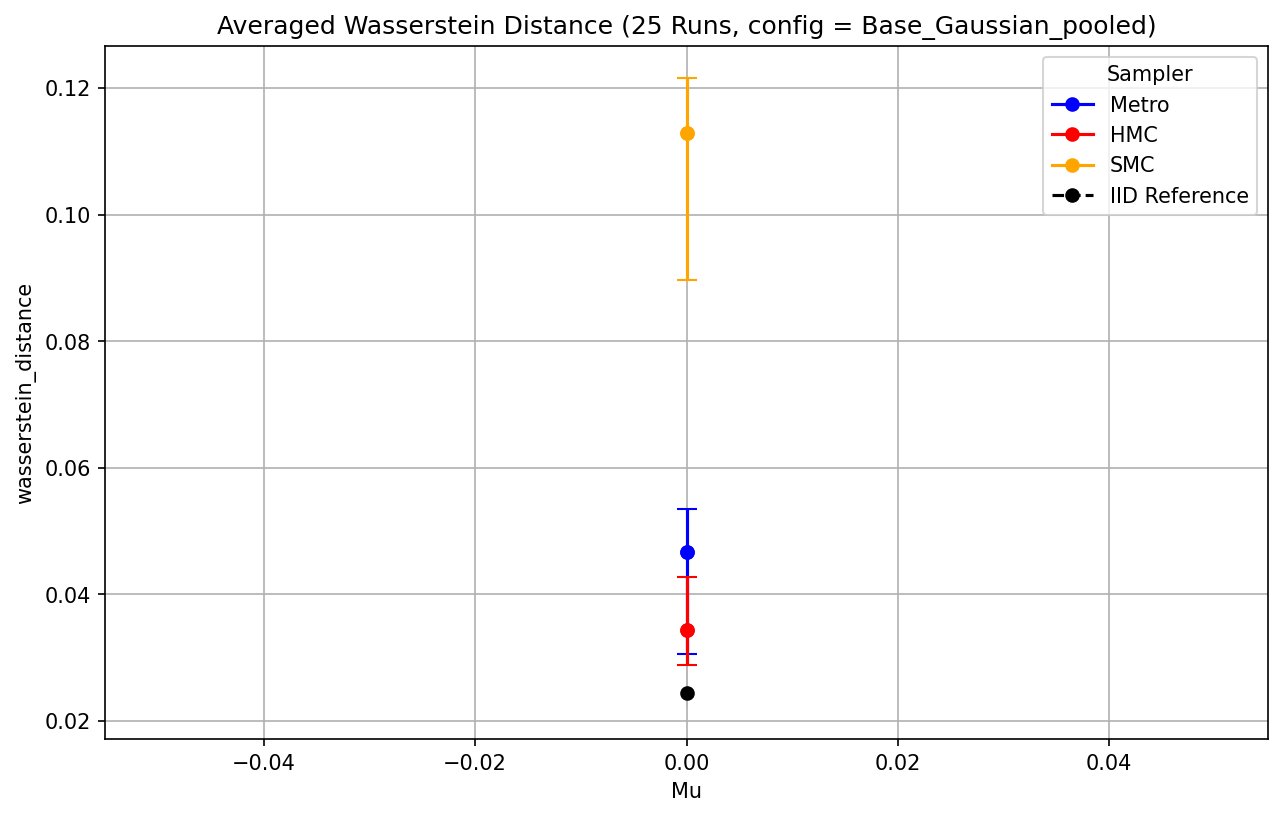 Averaged Wasserstein Distance (25 Runs, config = Base_Gaussian_pooled)
Sampler
Metro
HMC
SMC
IID Reference
wasserstein_distance
0.12
0.10
0.08
0.06
0.04
0.02
−0.04
−0.02
0.00
0.02
0.04
Mu